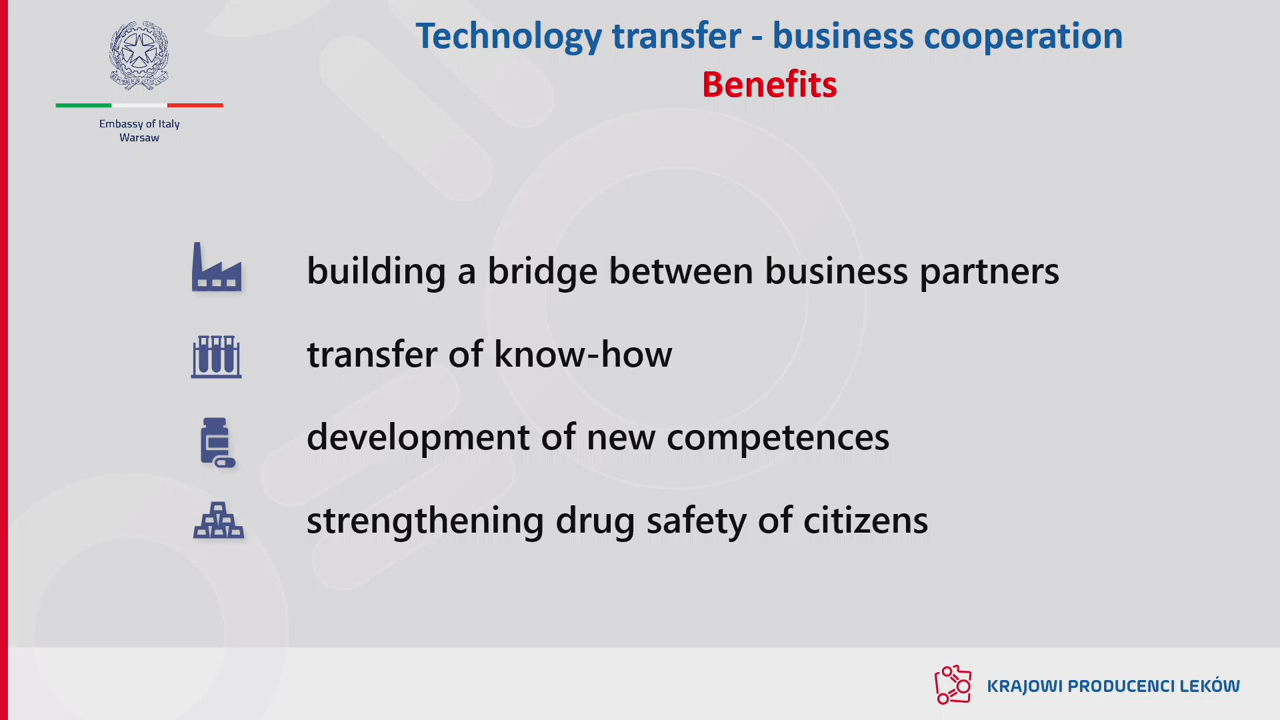 Technology transfer - business cooperation
Benefits
Embassy of Italy
Warsaw
building a bridge between business partners
transfer of know-how
development of new competences
strengthening drug safety of citizens
KRAJOWI PRODUCENCI LEKÓW